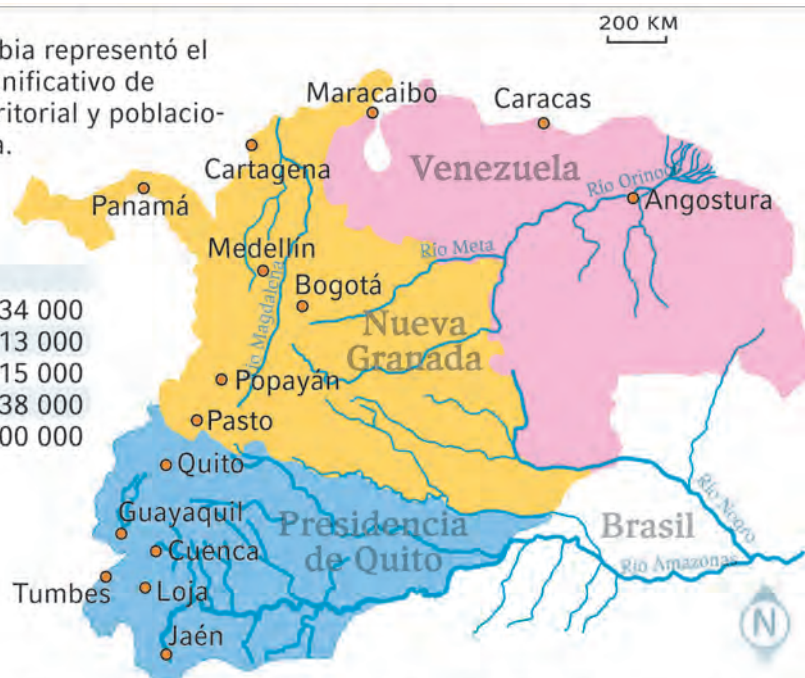 200 KM
bia representó el
nificativo de
ritorial y poblacio-
a.
34 000
13 000
15 000
38 000
00 000
Maracaibo
Caracas
Cartagena
Venezuela
Panamá
Río Orinoco
Angostura
Medellín
Río Meta
Bogotá
Río Magdalena
Nueva
Granada
Popayán
Pasto
Quito
Río Negro
Guayaquil
Presidencia
de Quito
Brasil
Cuenca
Río Amazonas
Tumbes
Loja
Jaén
N